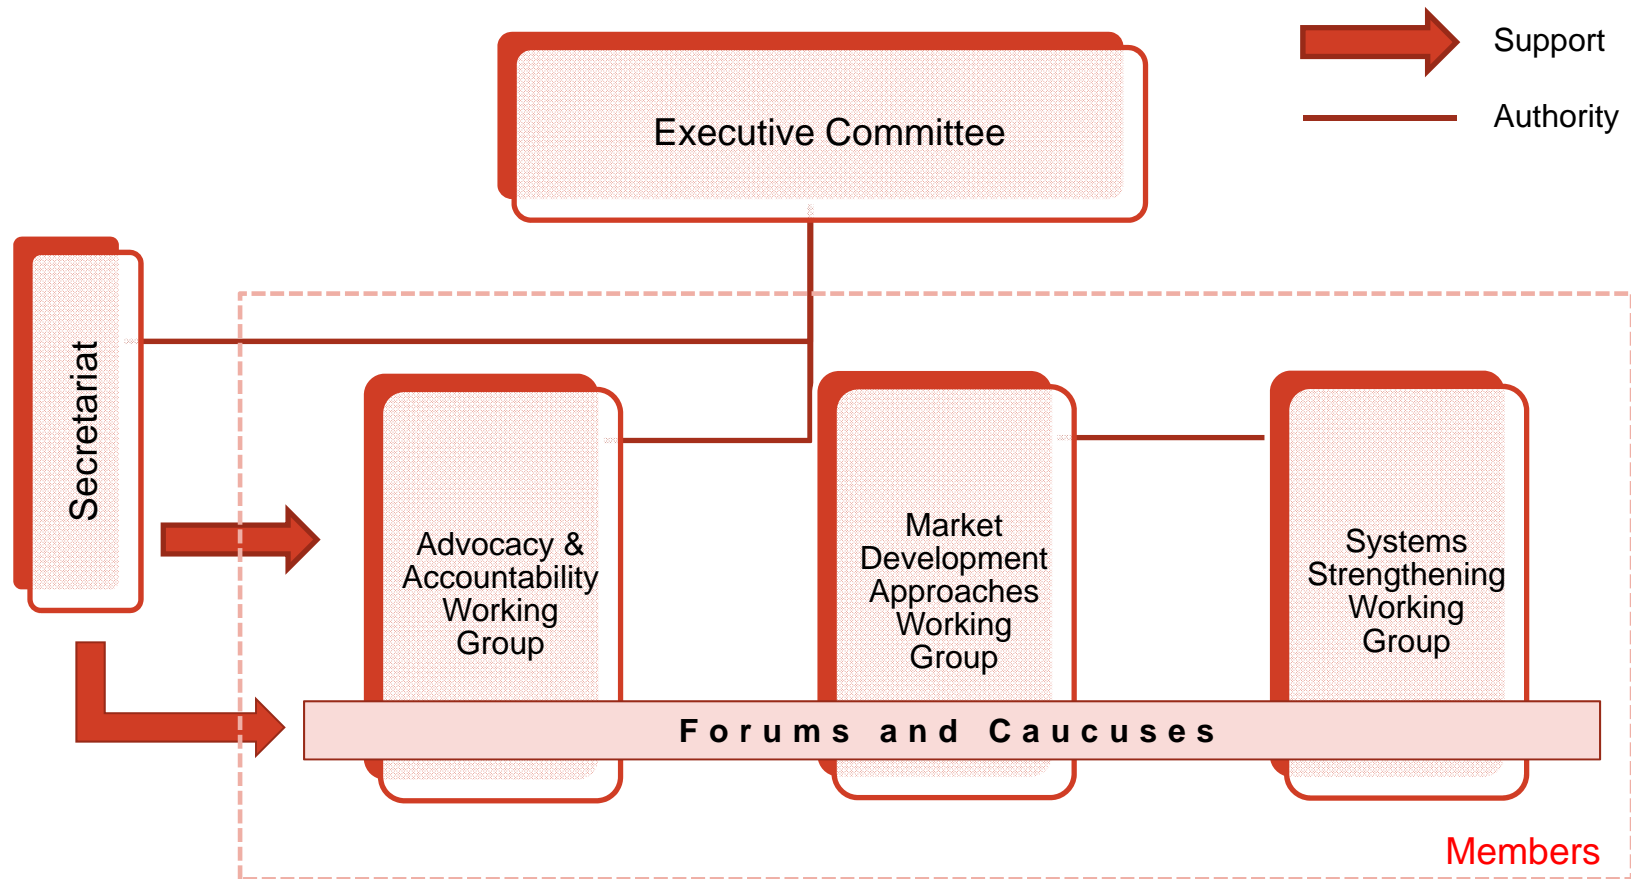 Support
Authority
Executive Committee
Secretariat
Advocacy &
Accountability
Working
Group
Market
Development
Approaches
Working
Group
Systems
Strengthening
Working
Group
Forums and Caucuses
Members